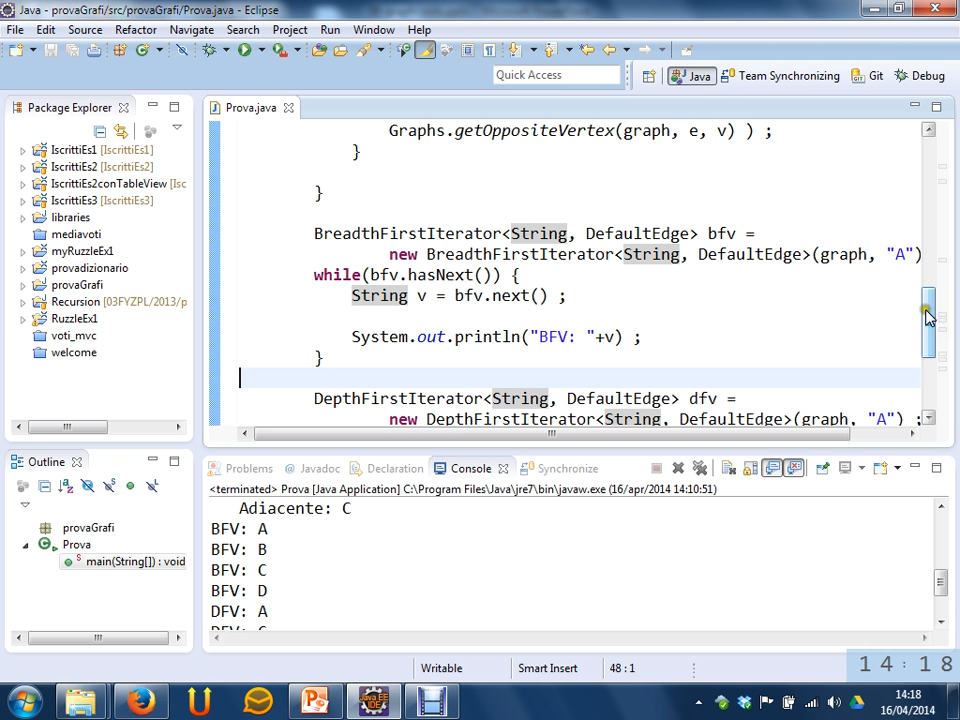 Java - provaGrafi/src/provaGrafi/Prova.java - Eclipse
File Edit Source Refactor Navigate Search Project Run Window Help
Quick Access
Java Team Synchronizing Git Debug
Package Explorer
Prova.java
IscrittiEs1 [IscrittiEs1]
IscrittiEs2 [IscrittiEs2]
IscrittiEs2conTableView [Isc
IscrittiEs3 [IscrittiEs3]
libraries
mediavoti
myRuzzleEx1
provadizionario
provaGrafi
Recursion [03FYZPL/2013/p
RuzzleEx1
voti_mvc
welcome
Graphs.getOppositeVertex(graph, e, v) ) ;
}
}
BreadthFirstIterator<String, DefaultEdge> bfv =
new BreadthFirstIterator<String, DefaultEdge>(graph, "A")
while(bfv.hasNext()) {
String v = bfv.next() ;
System.out.println("BFV: "+v) ;
}
DepthFirstIterator<String, DefaultEdge> dfv =
new DepthFirstIterator<String, DefaultEdge>(graph, "A") ;
Outline
provaGrafi
Prova
main(String[]) : void
Problems Javadoc Declaration Console Synchronize
<terminated> Prova [Java Application] C:\Program Files\Java\jre7\bin\javaw.exe (16/apr/2014 14:10:51)
Adiacente: C
BFV: A
BFV: B
BFV: C
BFV: D
DFV: A
Writable Smart Insert 48 : 1
14:18
14:18
16/04/2014